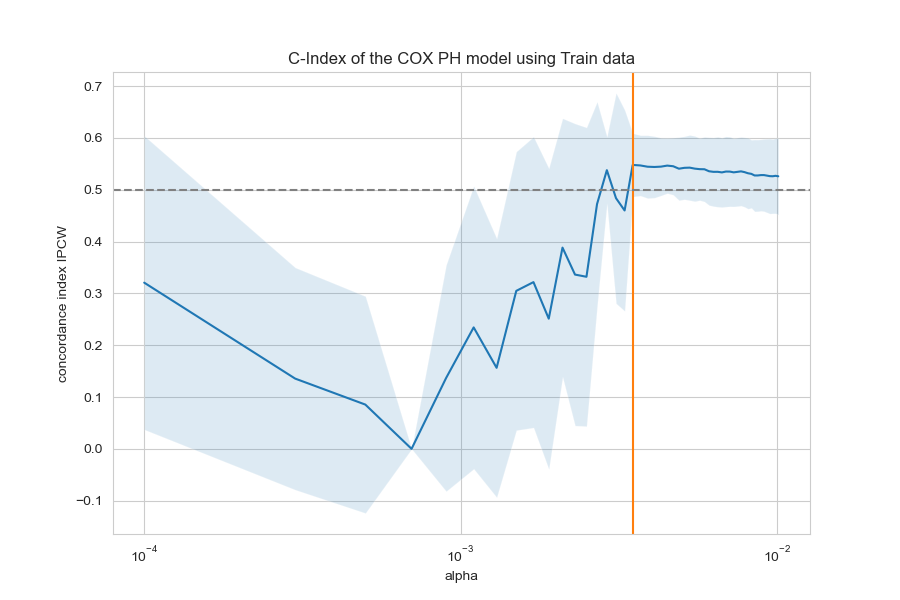 C-Index of the COX PH model using Train data
concordance index IPCW
0.7
0.6
0.5
0.4
0.3
0.2
0.1
0.0
−0.1
10⁻⁴ 10⁻³ 10⁻²
alpha